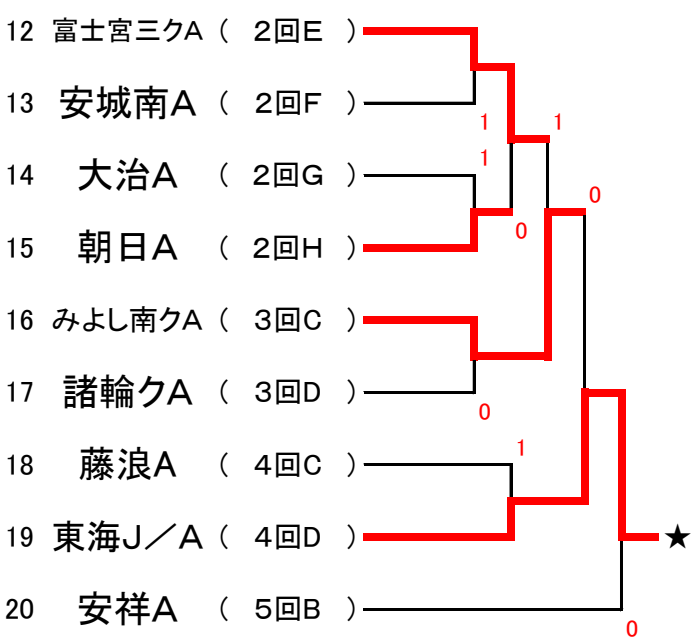 12 富士宮三クA ( 2回E )
13 安城南A ( 2回F )
1 1
14 大治A ( 2回G )
1
0
15 朝日A ( 2回H )
0
16 みよし南クA ( 3回C )
17 諸輪クA ( 3回D )
0
18 藤浪A ( 4回C )
1
19 東海J／A ( 4回D )
★
20 安祥A ( 5回B )
0